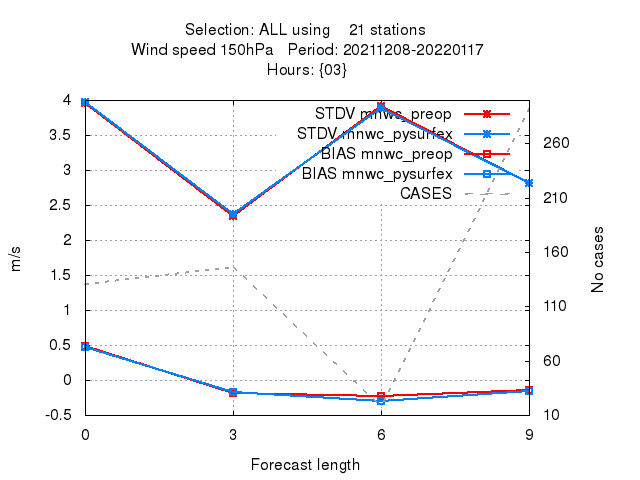 Selection: ALL using    21 stations
Wind speed 150hPa   Period: 20211208-20220117
Hours: {03}
STDV mnwc_preop
STDV mnwc_pysurfex
BIAS mnwc_preop
BIAS mnwc_pysurfex
CASES
4
3.5
3
2.5
2
1.5
1
0.5
0
-0.5
m/s
260
210
160
110
60
10
No cases
0 3 6 9
Forecast length